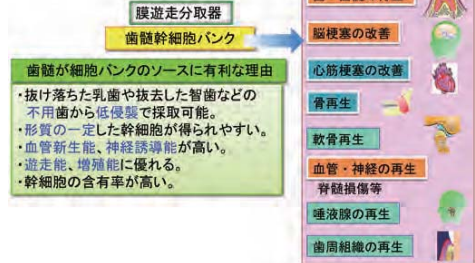 膜遊走分取器
歯髄幹細胞バンク
歯髄が細胞バンクのソースに有利な理由
・抜け落ちた乳歯や抜去した智歯などの
不用歯から低侵襲で採取可能。
・形質の一定した幹細胞が得られやすい。
・血管新生能、神経誘導能が高い。
・遊走能、増殖能に優れる。
・幹細胞の含有率が高い。
脳梗塞の改善
心筋梗塞の改善
骨再生
軟骨再生
血管・神経の再生
脊髄損傷等
唾液腺の再生
歯周組織の再生